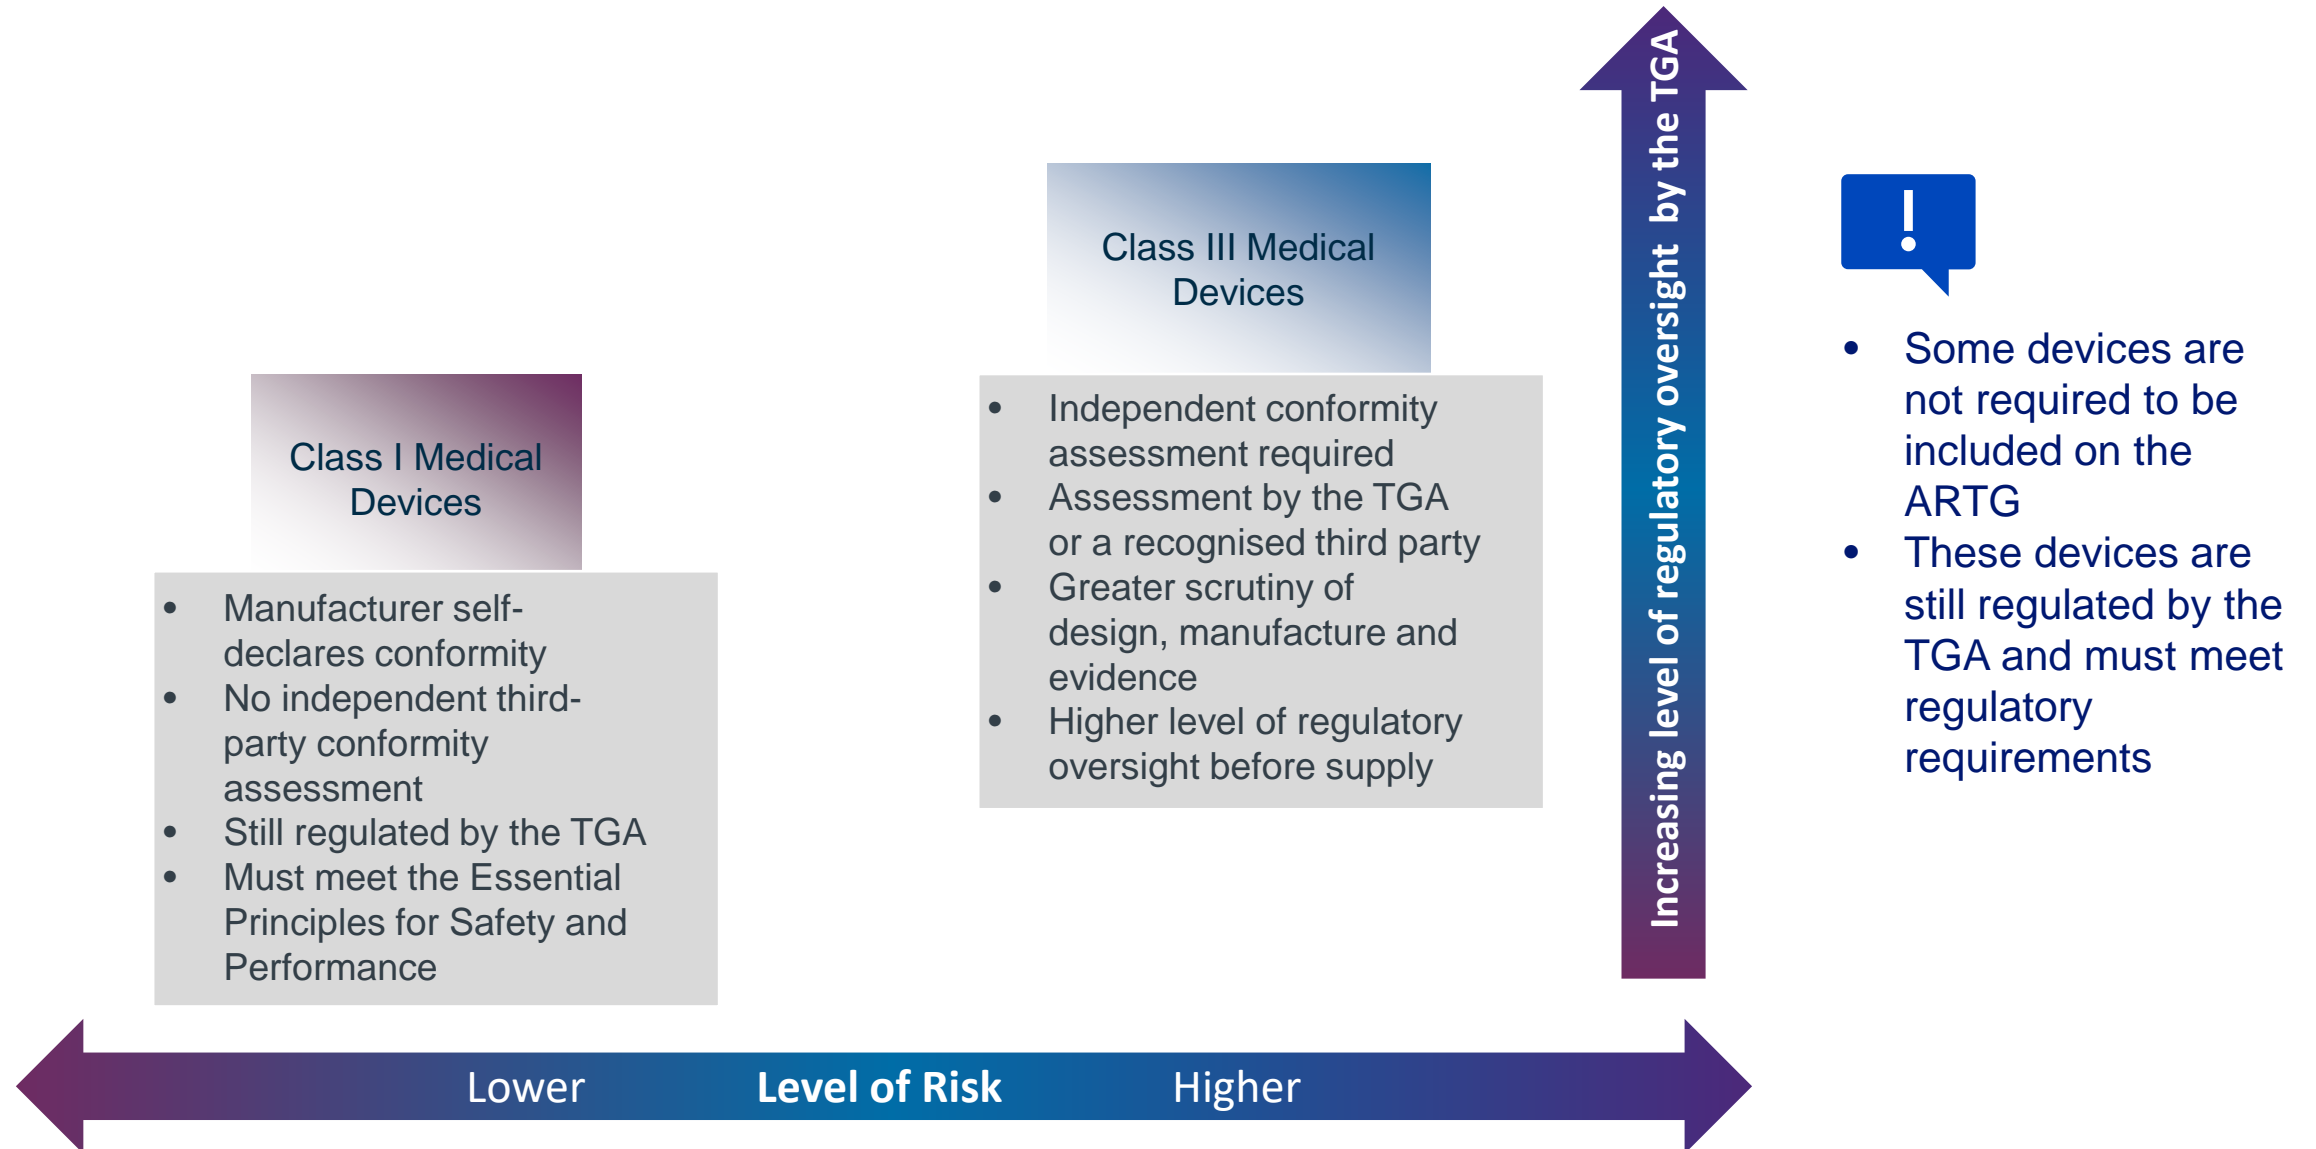 Class I Medical
Devices
• Manufacturer self-
declares conformity
• No independent third-
party conformity
assessment
• Still regulated by the TGA
• Must meet the Essential
Principles for Safety and
Performance
Class III Medical
Devices
• Independent conformity
assessment required
• Assessment by the TGA
or a recognised third party
• Greater scrutiny of
design, manufacture and
evidence
• Higher level of regulatory
oversight before supply
Increasing level of regulatory oversight by the TGA
!
• Some devices are
not required to be
included on the
ARTG
• These devices are
still regulated by the
TGA and must meet
regulatory
requirements
Lower Level of Risk Higher